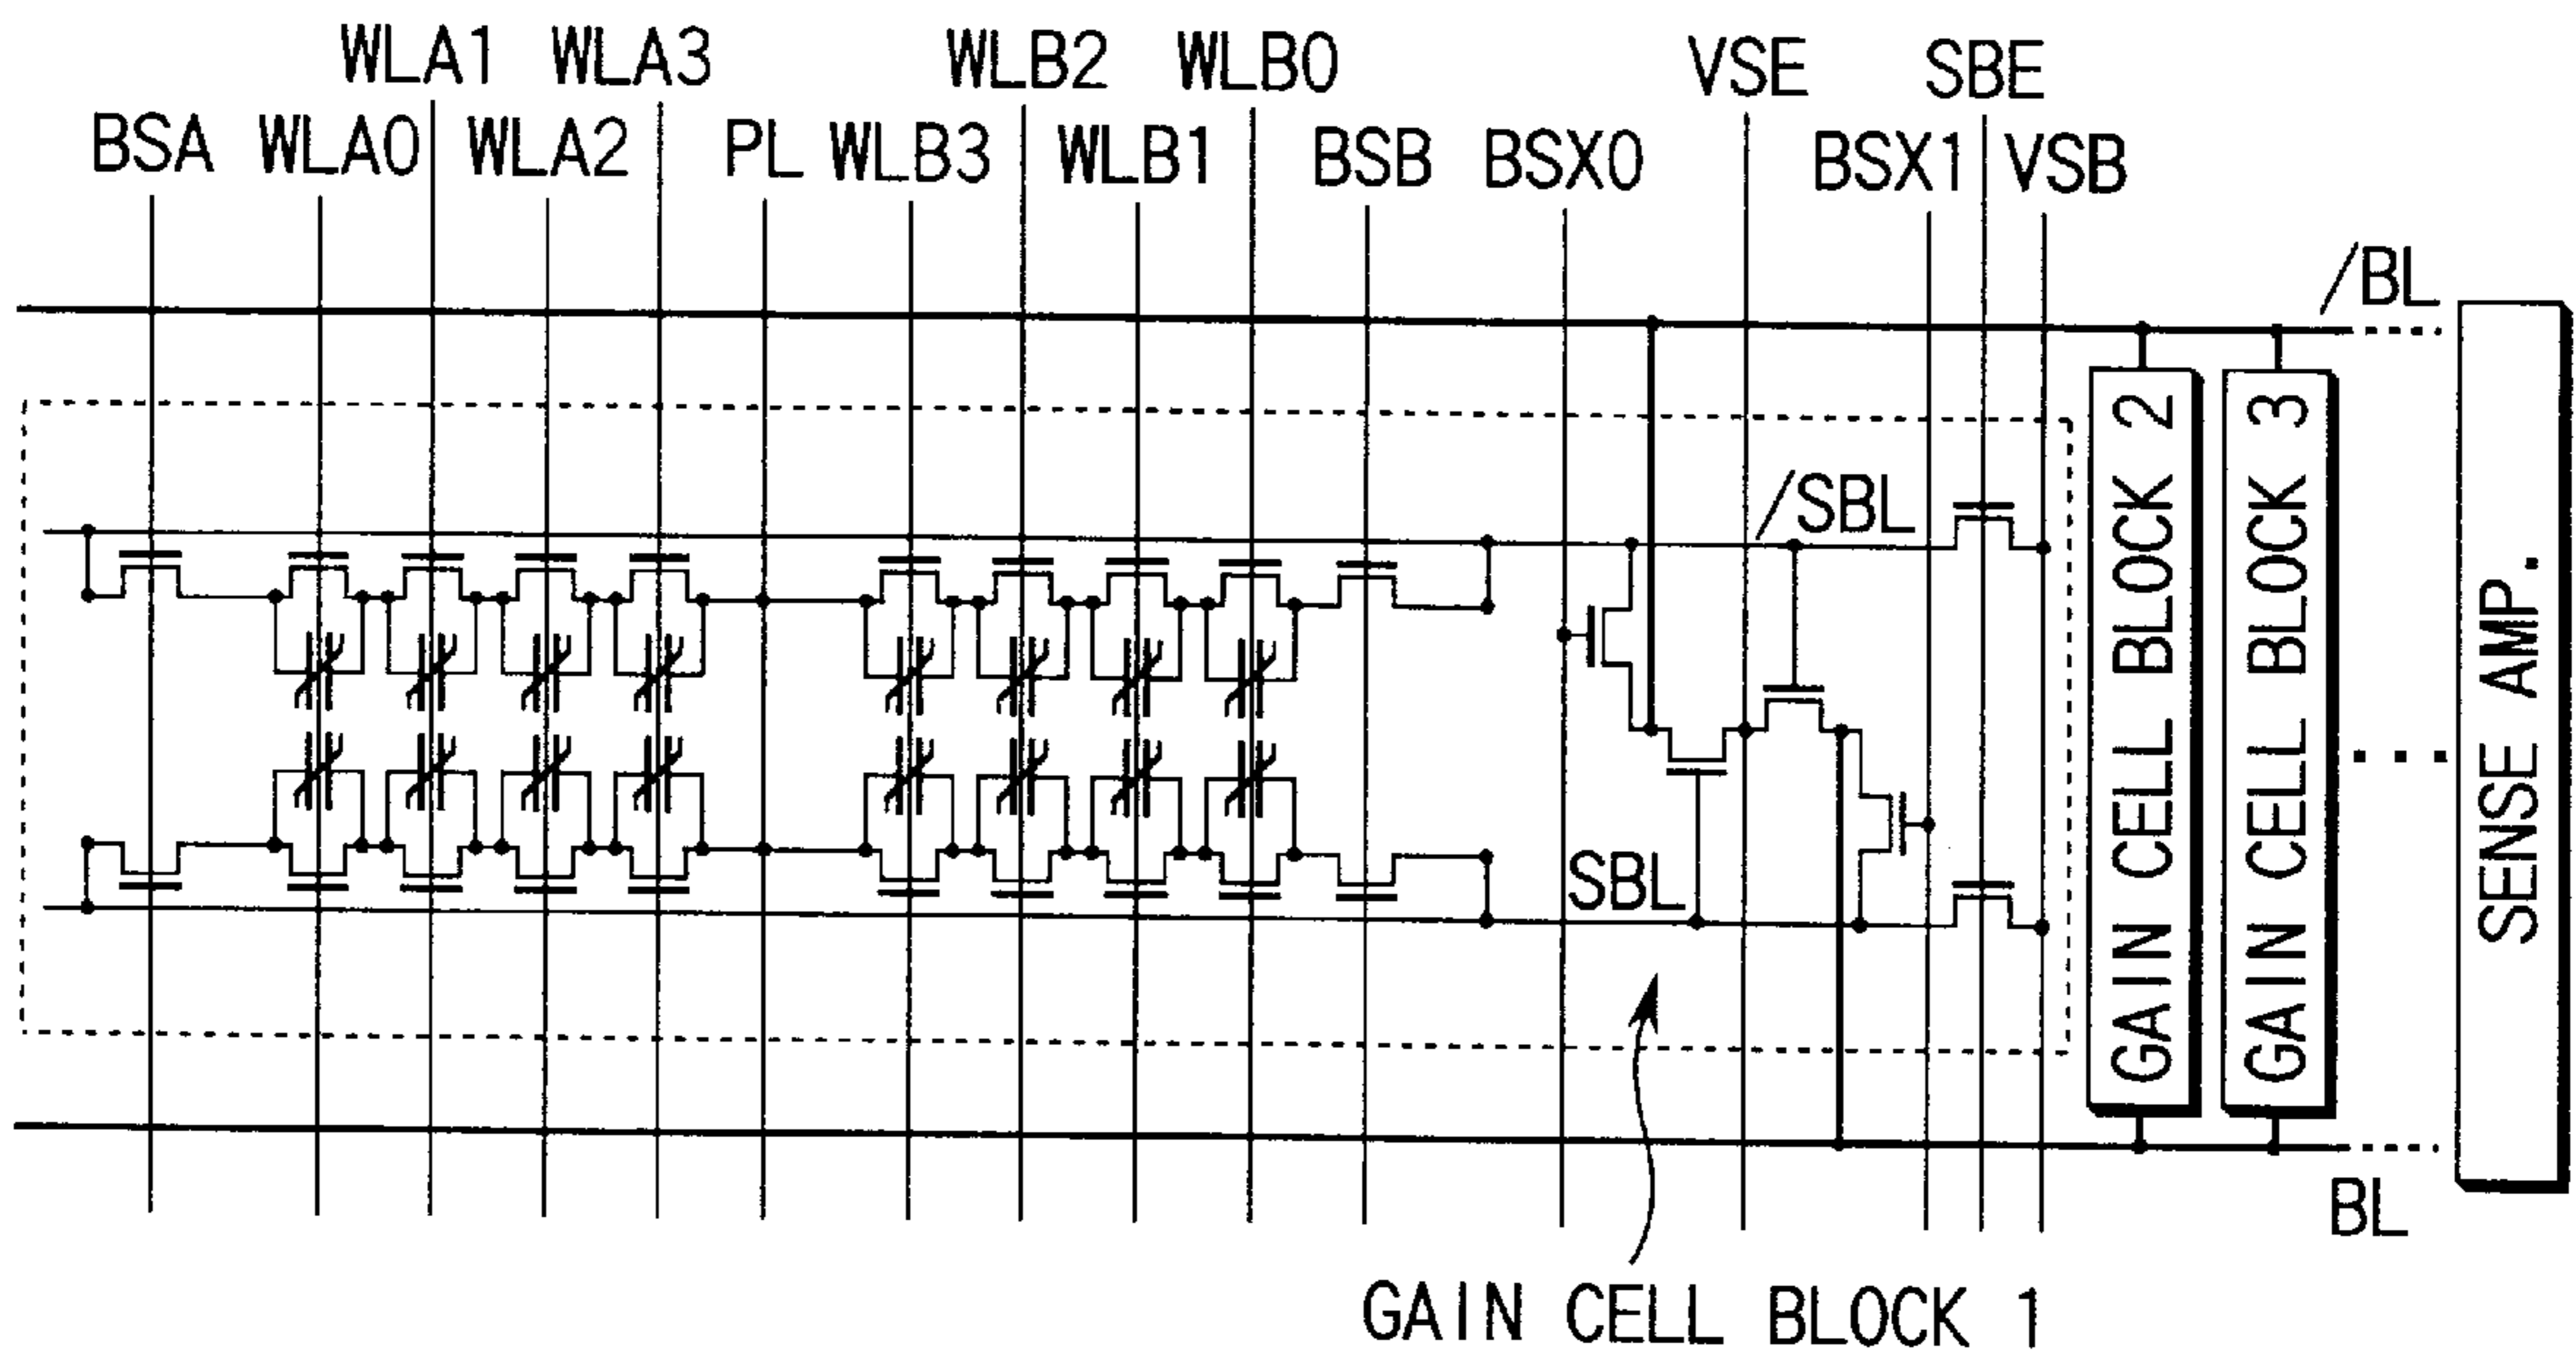 WLA1 WLA3 WLB2 WLB0 VSE SBE
BSA WLA0 WLA2 PL WLB3 WLB1 BSB BSX0 BSX1 VSB
/BL
/SBL
SBL
GAIN CELL BLOCK 2
GAIN CELL BLOCK 3
SENSE AMP.
BL
GAIN CELL BLOCK 1